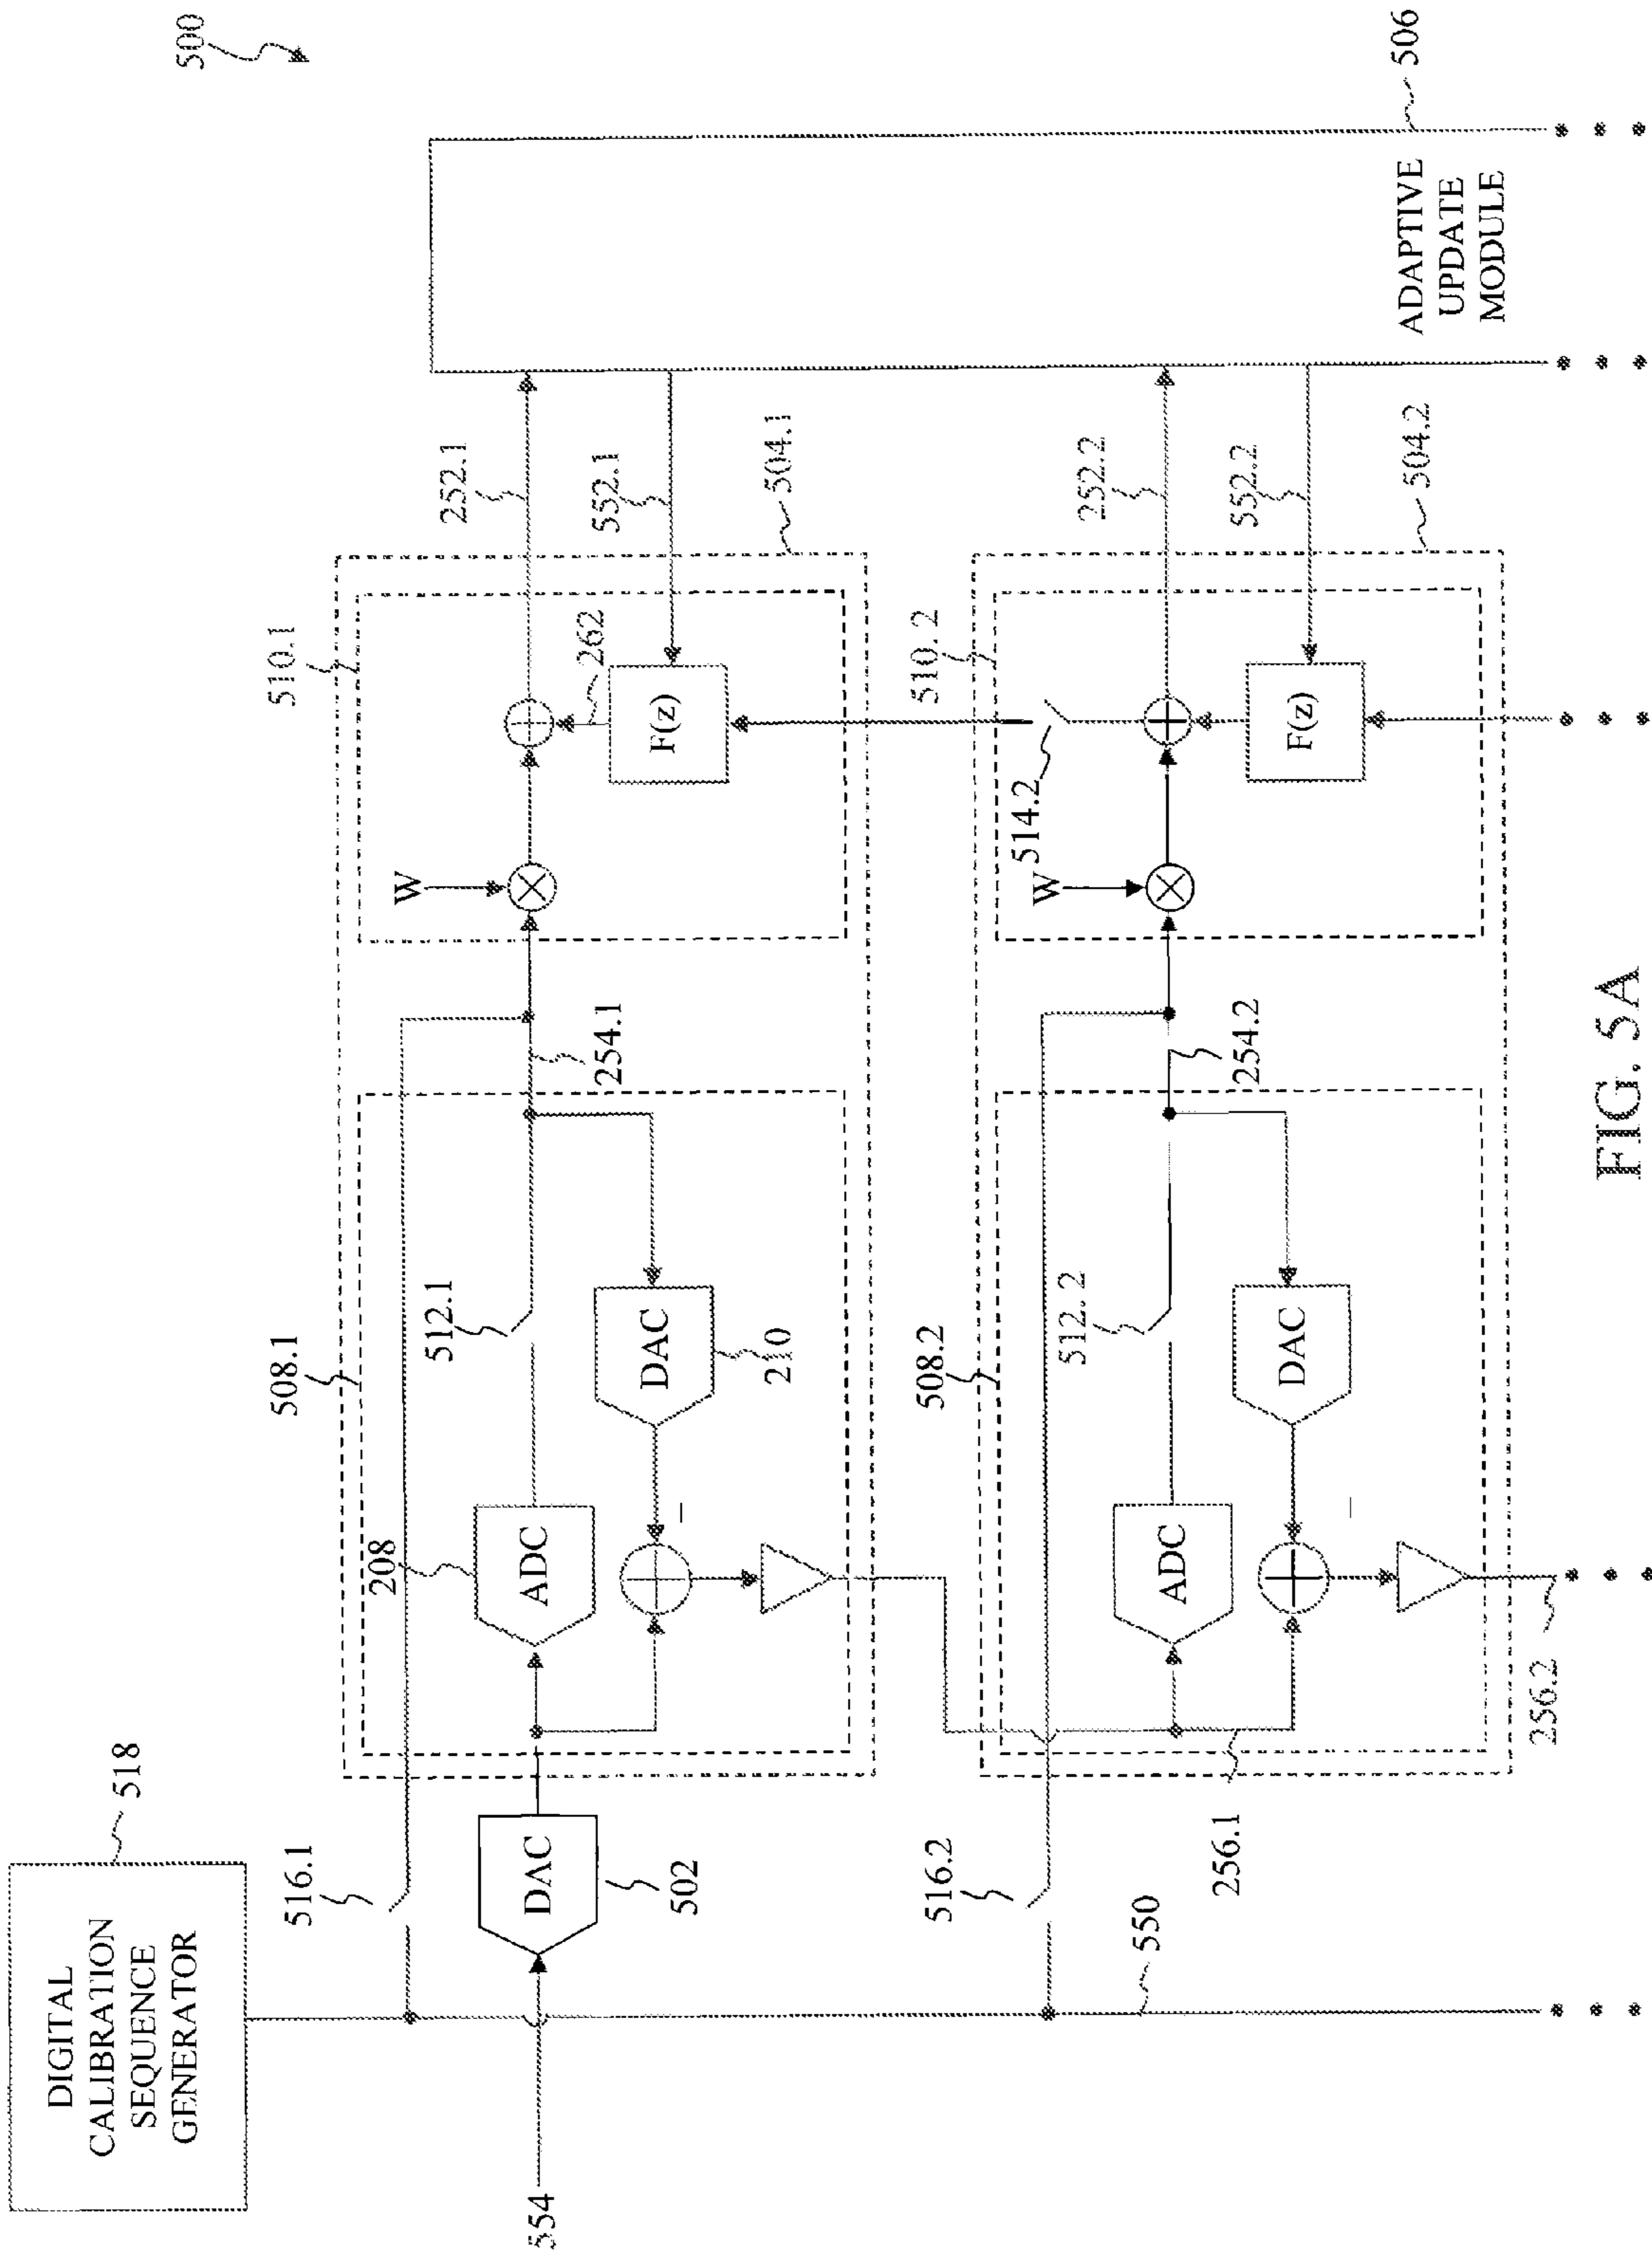 500
DIGITAL
CALIBRATION
SEQUENCE
GENERATOR
518
516.1
554
DAC
502
508.1
208
ADC
512.1
DAC
210
–
254.1
510.1
W
262
F(z)
252.1
552.1
504.1
516.2
550
256.1
508.2
ADC
512.2
DAC
–
256.2
254.2
510.2
514.2
W
F(z)
252.2
552.2
504.2
ADAPTIVE
UPDATE
MODULE
506
FIG. 5A